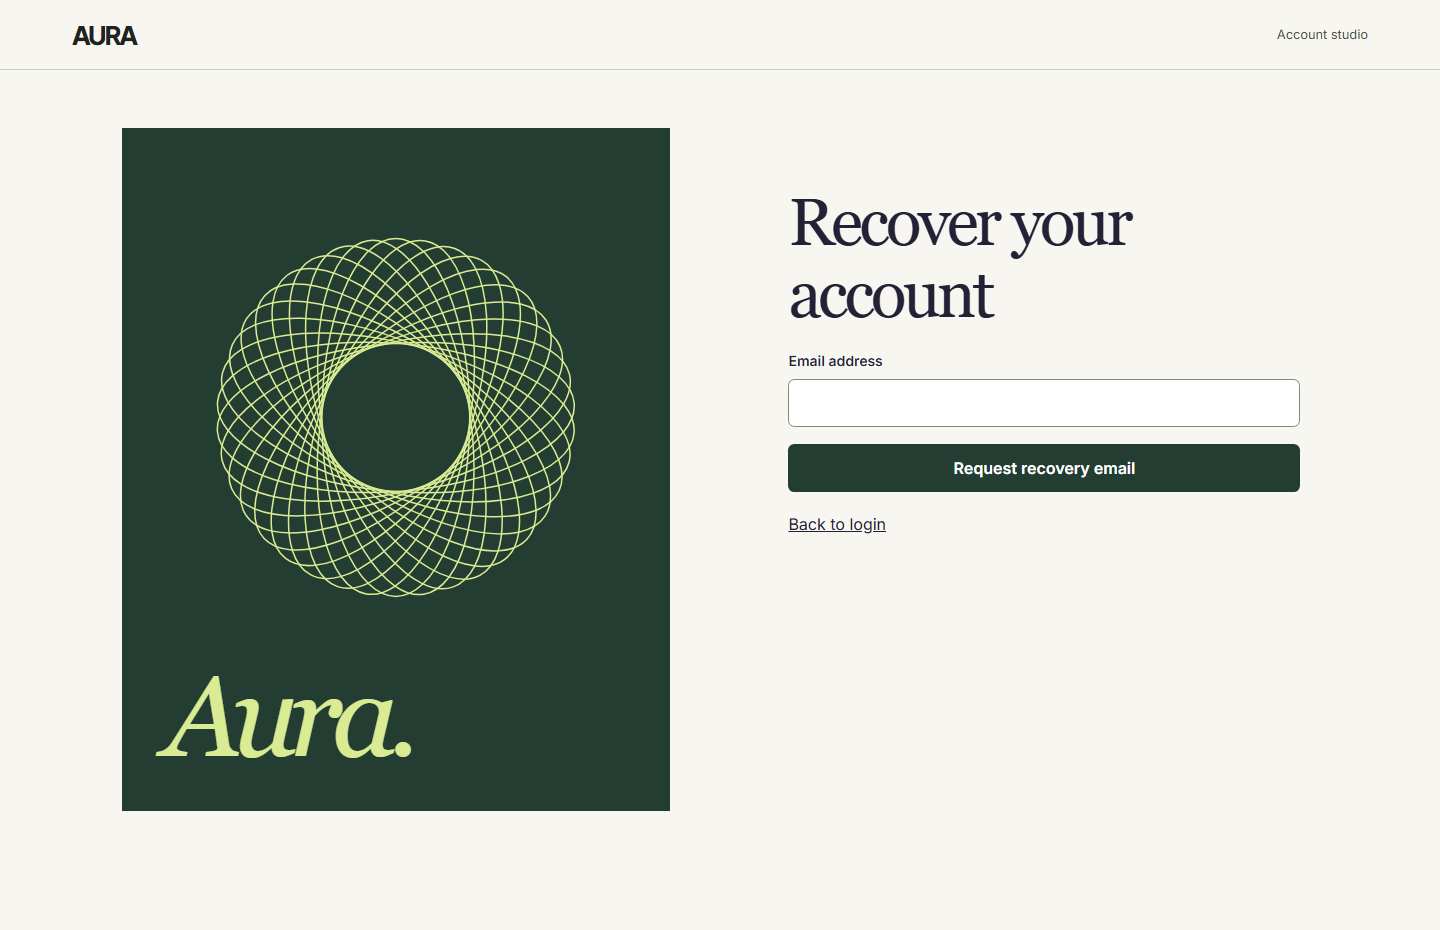 AURA
Account studio
Aura.
Recover your
account
Email address
Request recovery email
Back to login